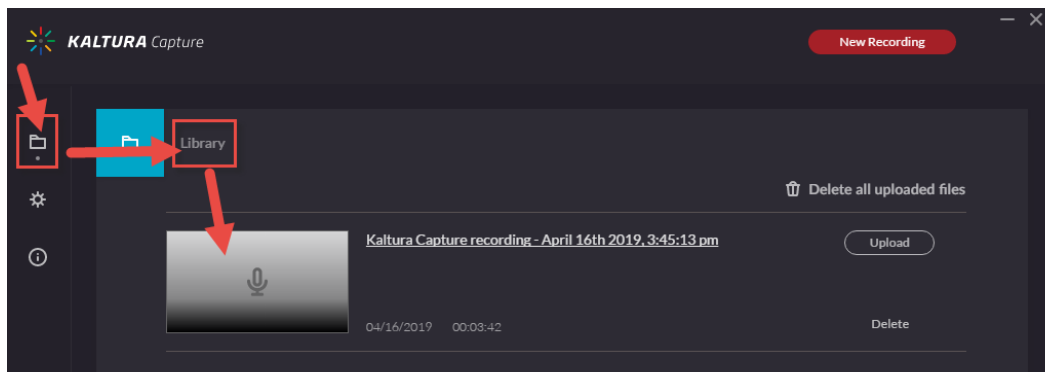 KALTURA Capture
New Recording
Library
Delete all uploaded files
Kaltura Capture recording - April 16th 2019, 3:45:13 pm
Upload
04/16/2019 00:03:42
Delete